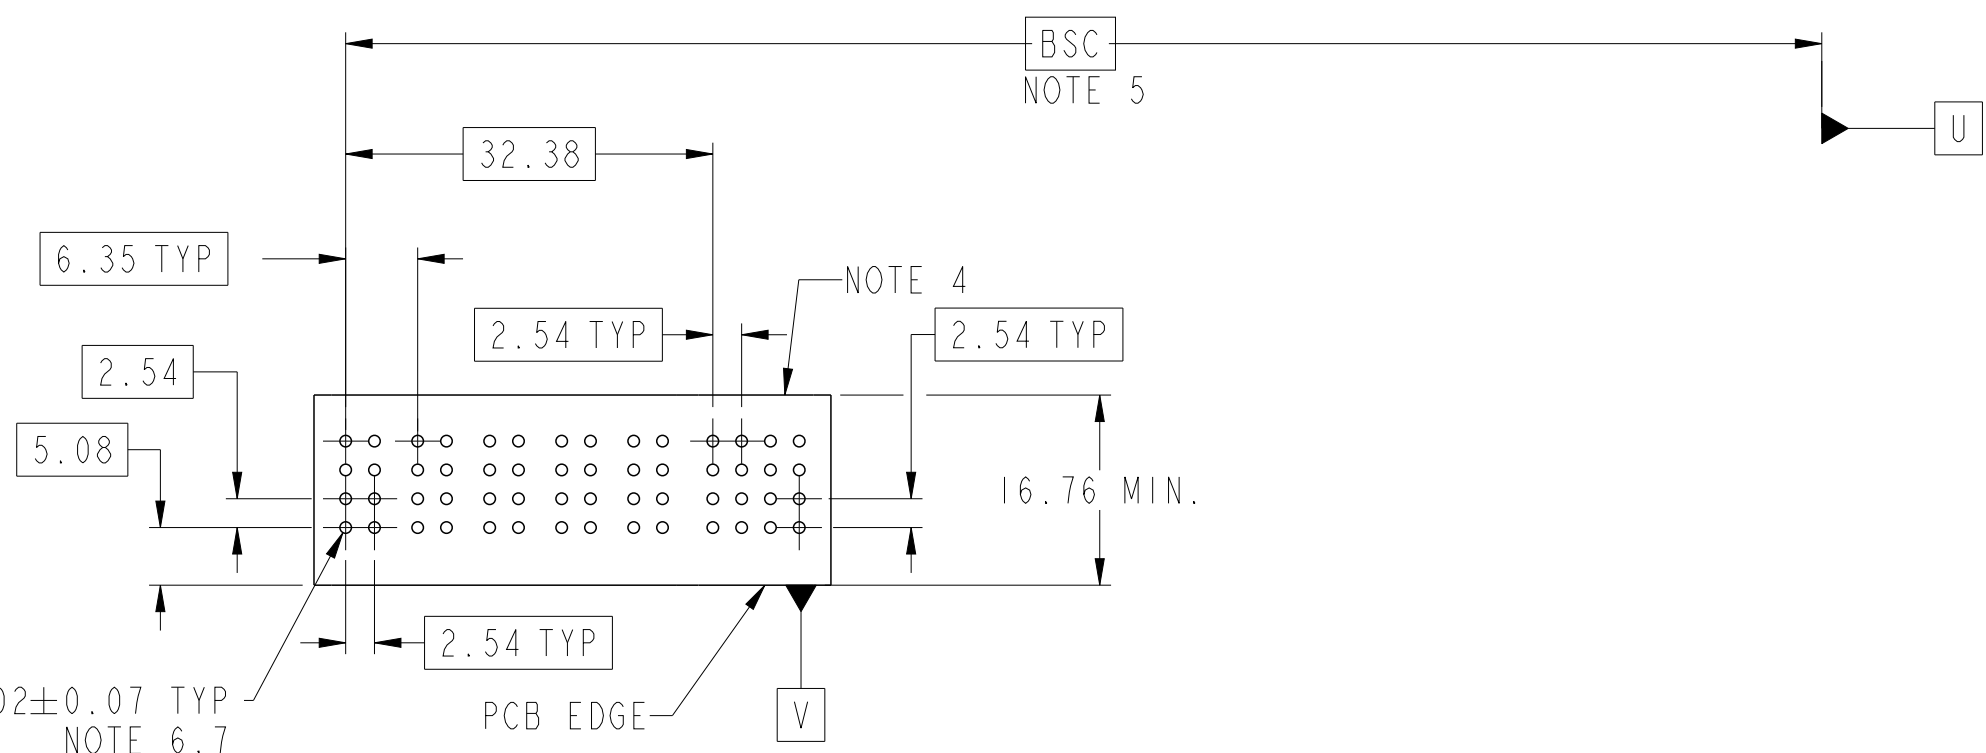 BSC
NOTE 5
U
32.38
6.35 TYP
NOTE 4
2.54 TYP
2.54 TYP
2.54
5.08
16.76 MIN.
2.54 TYP
02±0.07 TYP
NOTE 6,7
PCB EDGE
V